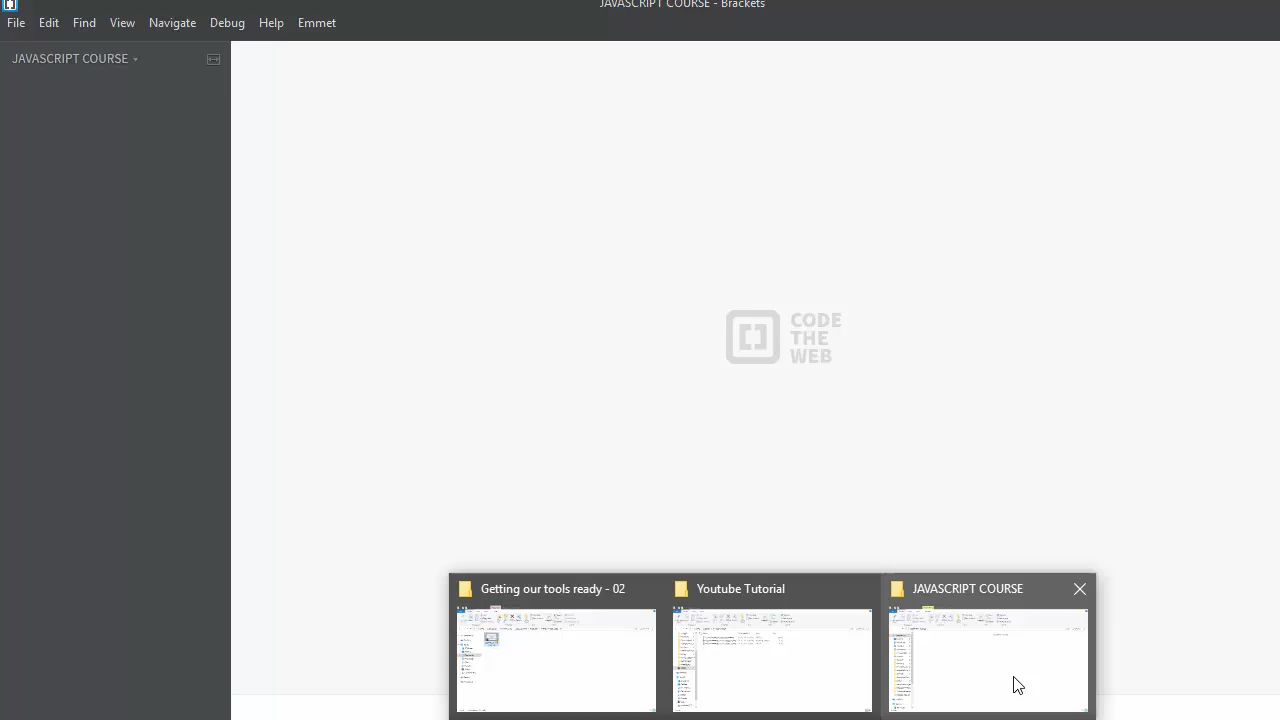 JAVASCRIPT COURSE - Brackets
File Edit Find View Navigate Debug Help Emmet
JAVASCRIPT COURSE
CODE
THE
WEB
Getting our tools ready - 02
Youtube Tutorial
JAVASCRIPT COURSE